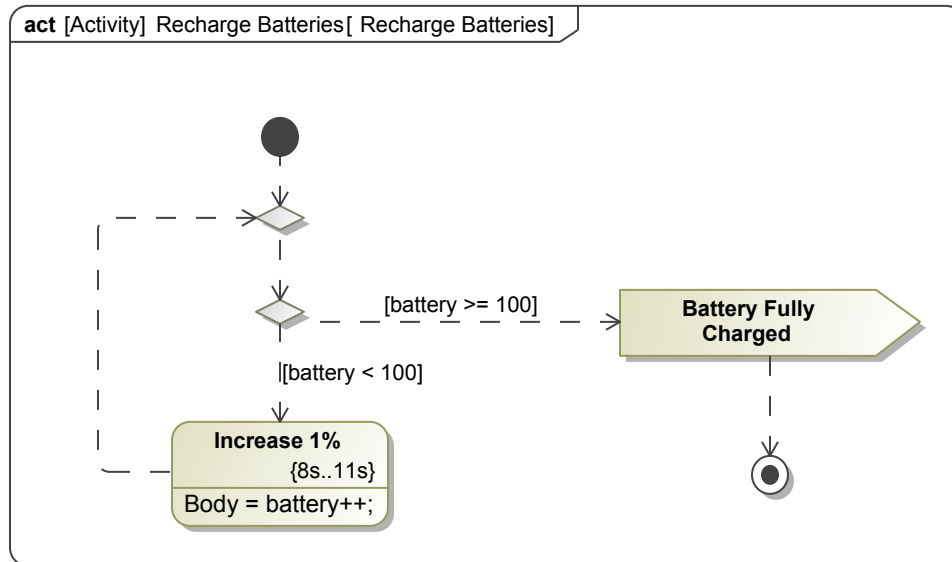 act [Activity] Recharge Batteries[ Recharge Batteries]
[battery >= 100]
Battery Fully
Charged
[battery < 100]
Increase 1%
{8s..11s}
Body = battery++;